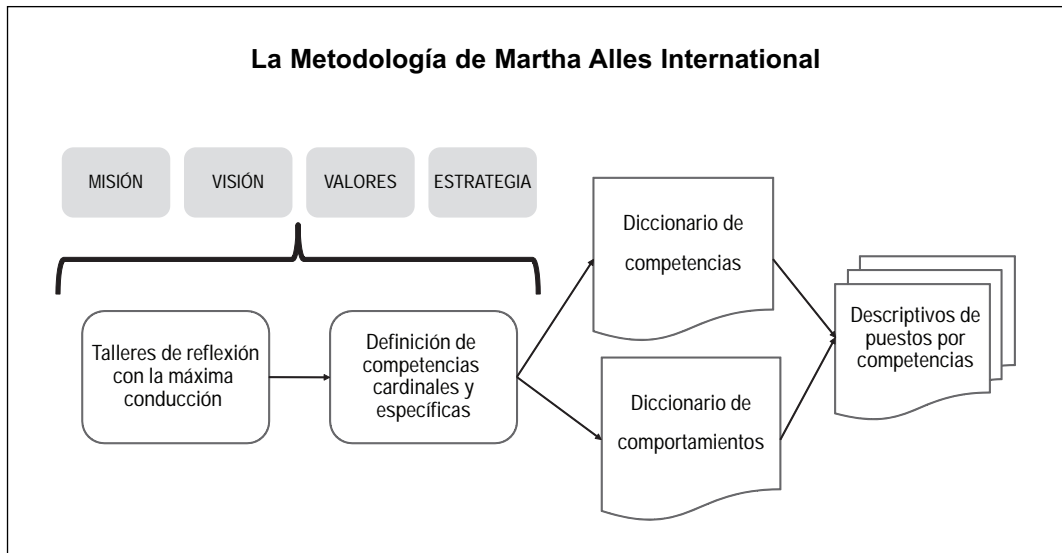 La Metodología de Martha Alles International
MISIÓN
VISIÓN
VALORES
ESTRATEGIA
Talleres de reflexión
con la máxima
conducción
Definición de
competencias
cardinales y
específicas
Diccionario de
competencias
Diccionario de
comportamientos
Descriptivos de
puestos por
competencias